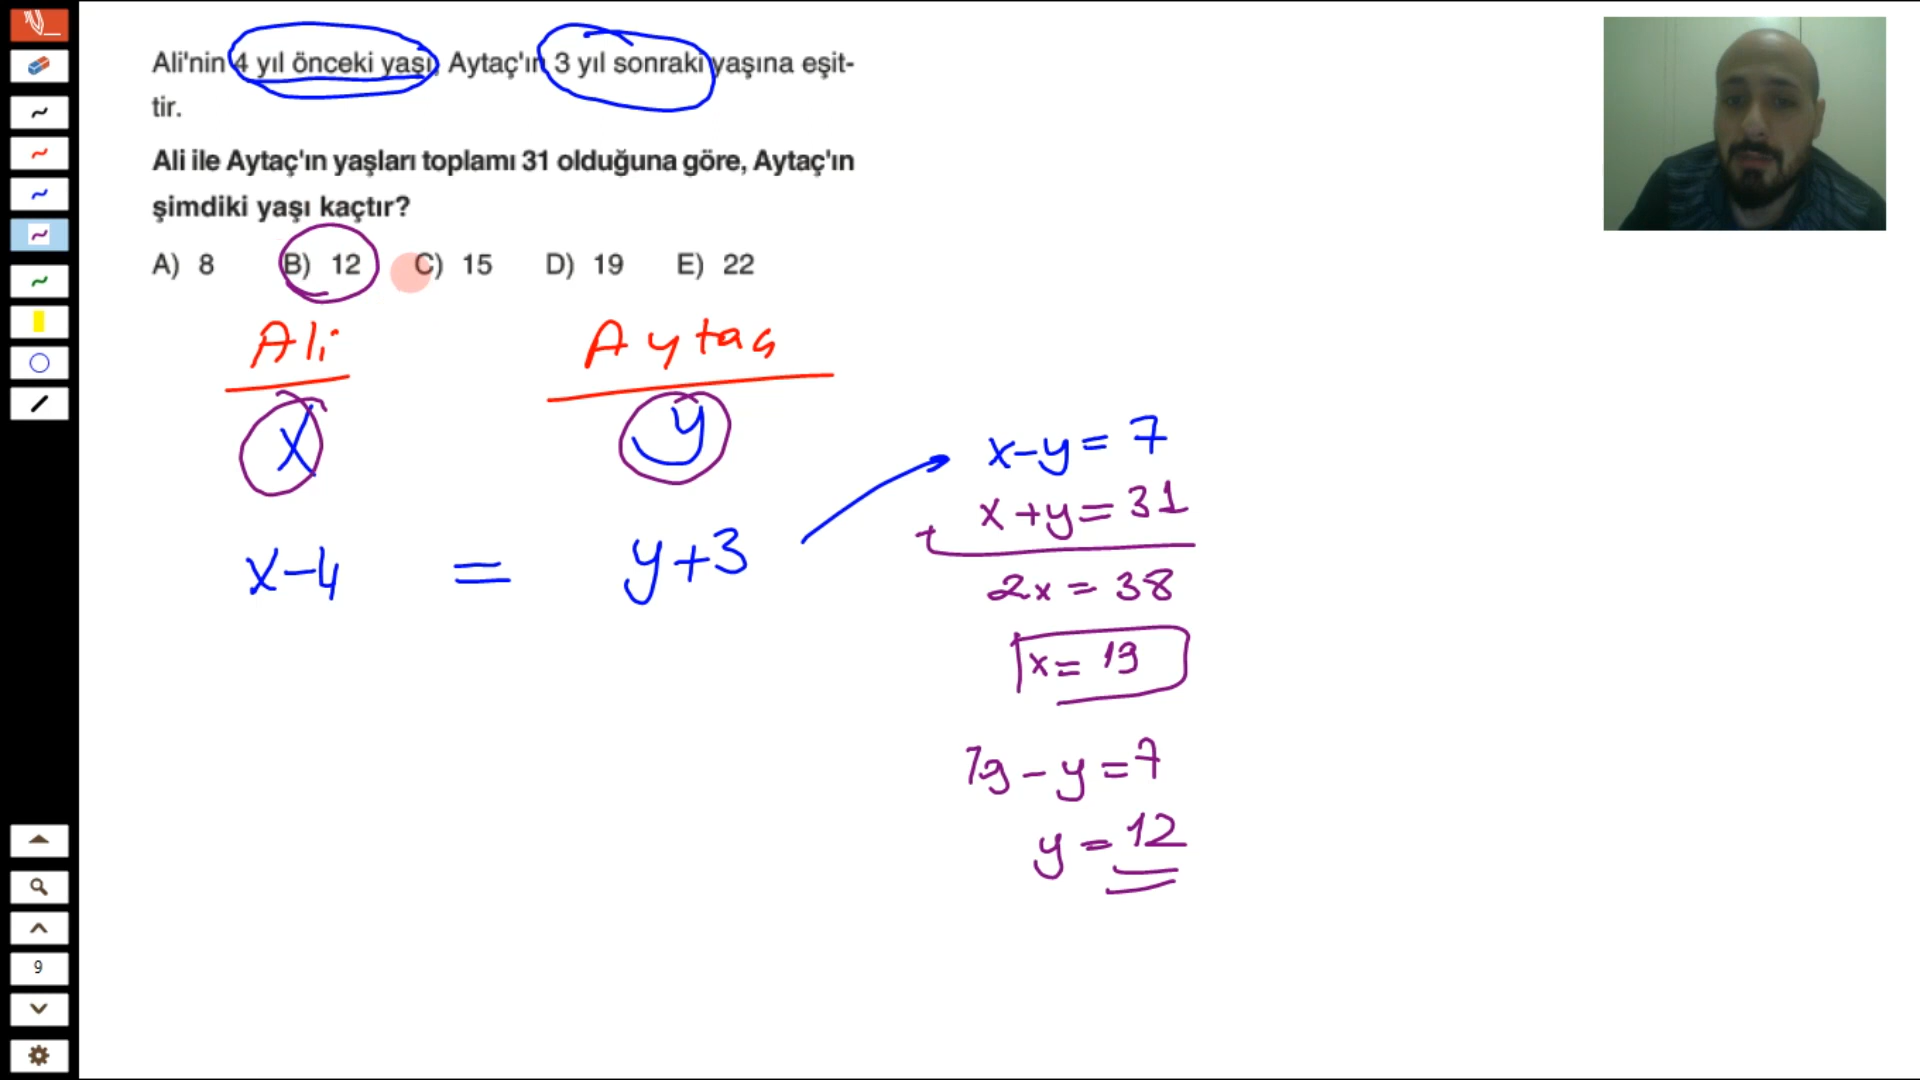 Ali'nin 4 yıl önceki yaşı, Aytaç'ın 3 yıl sonraki yaşına eşit-
tir.
Ali ile Aytaç'ın yaşları toplamı 31 olduğuna göre, Aytaç'ın
şimdiki yaşı kaçtır?
A) 8 B) 12 C) 15 D) 19 E) 22
Ali Aytaç
x y
x-4 = y+3
x-y=7
x+y=31
2x=38
x=19
19-y=7
y=12
9